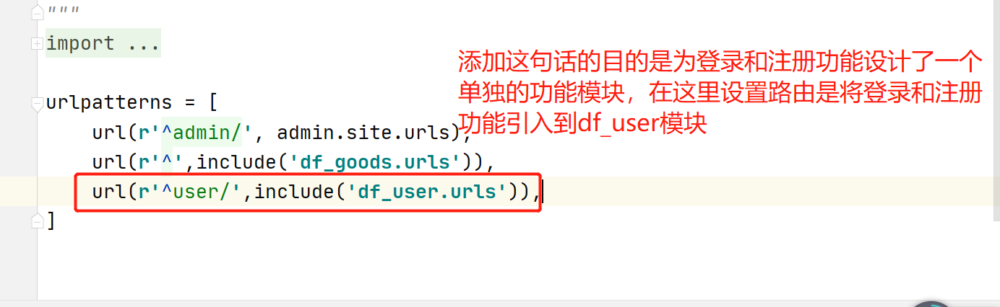 """
import ...
添加这句话的目的是为登录和注册功能设计了一个
单独的功能模块，在这里设置路由是将登录和注册
功能引入到df_user模块
urlpatterns = [
url(r'^admin/', admin.site.urls),
url(r'^',include('df_goods.urls')),
url(r'^user/',include('df_user.urls')),
]